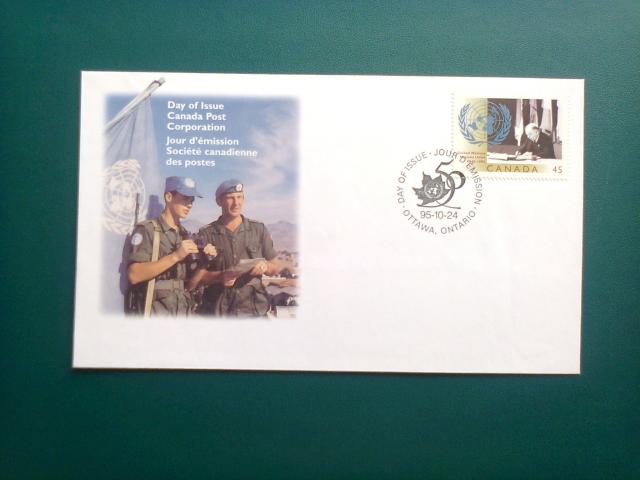 Day of Issue
Canada Post
Corporation
Jour d'émission
Société canadienne
des postes
CANADA 45
DAY OF ISSUE · JOUR D'ÉMISSION
50
95-10-24
OTTAWA, ONTARIO